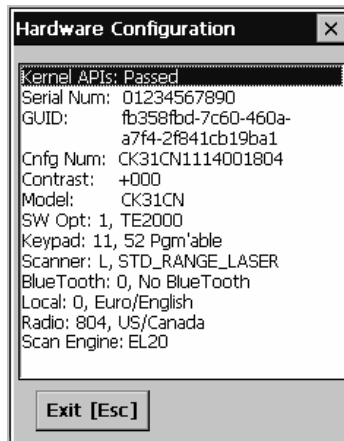 Hardware Configuration
Kernel APIs: Passed
Serial Num: 01234567890
GUID: fb358fbd-7c60-460a-
a7f4-2f841cb19ba1
Cnfg Num: CK31CN1114001804
Contrast: +000
Model: CK31CN
SW Opt: 1, TE2000
Keypad: 11, 52 Pgm'able
Scanner: L, STD_RANGE_LASER
BlueTooth: 0, No BlueTooth
Local: 0, Euro/English
Radio: 804, US/Canada
Scan Engine: EL20
Exit [Esc]